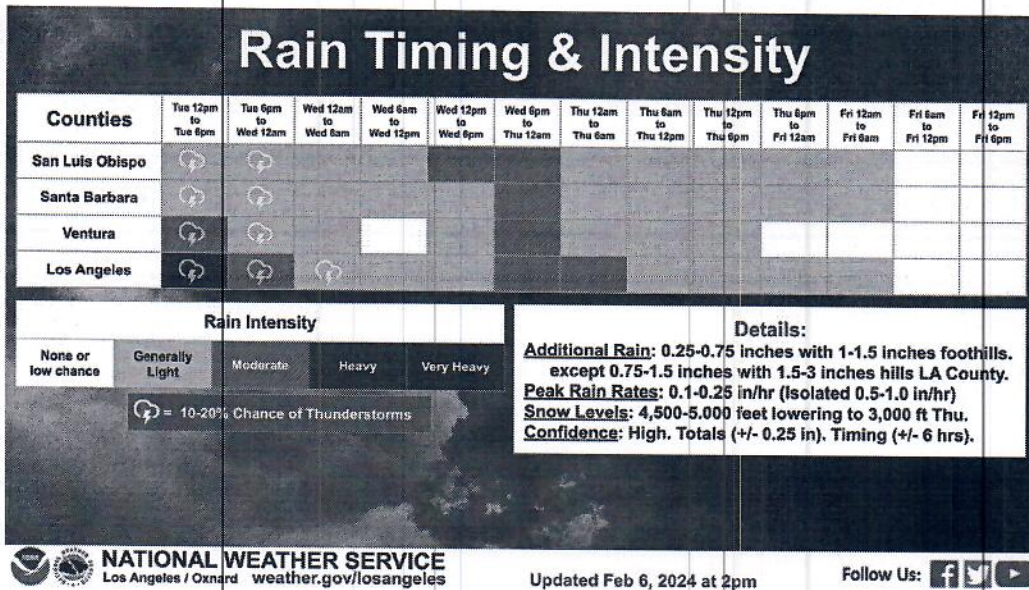 Rain Timing & Intensity
Counties
Tue 12pm to Tue 6pm
Tue 6pm to Wed 12am
Wed 12am to Wed 6am
Wed 6am to Wed 12pm
Wed 12pm to Wed 6pm
Wed 6pm to Thu 12am
Thu 12am to Thu 6am
Thu 6am to Thu 12pm
Thu 12pm to Thu 6pm
Thu 6pm to Fri 12am
Fri 12am to Fri 6am
Fri 6am to Fri 12pm
Fri 12pm to Fri 6pm
San Luis Obispo
Santa Barbara
Ventura
Los Angeles
Rain Intensity
None or low chance
Generally Light
Moderate
Heavy
Very Heavy
= 10-20% Chance of Thunderstorms
Details:
Additional Rain: 0.25-0.75 inches with 1-1.5 inches foothills.
except 0.75-1.5 inches with 1.5-3 inches hills LA County.
Peak Rain Rates: 0.1-0.25 in/hr (Isolated 0.5-1.0 in/hr)
Snow Levels: 4,500-5.000 feet lowering to 3,000 ft Thu.
Confidence: High. Totals (+/- 0.25 in). Timing (+/- 6 hrs).
NATIONAL WEATHER SERVICE
Los Angeles / Oxnard weather.gov/losangeles
Updated Feb 6, 2024 at 2pm
Follow Us: